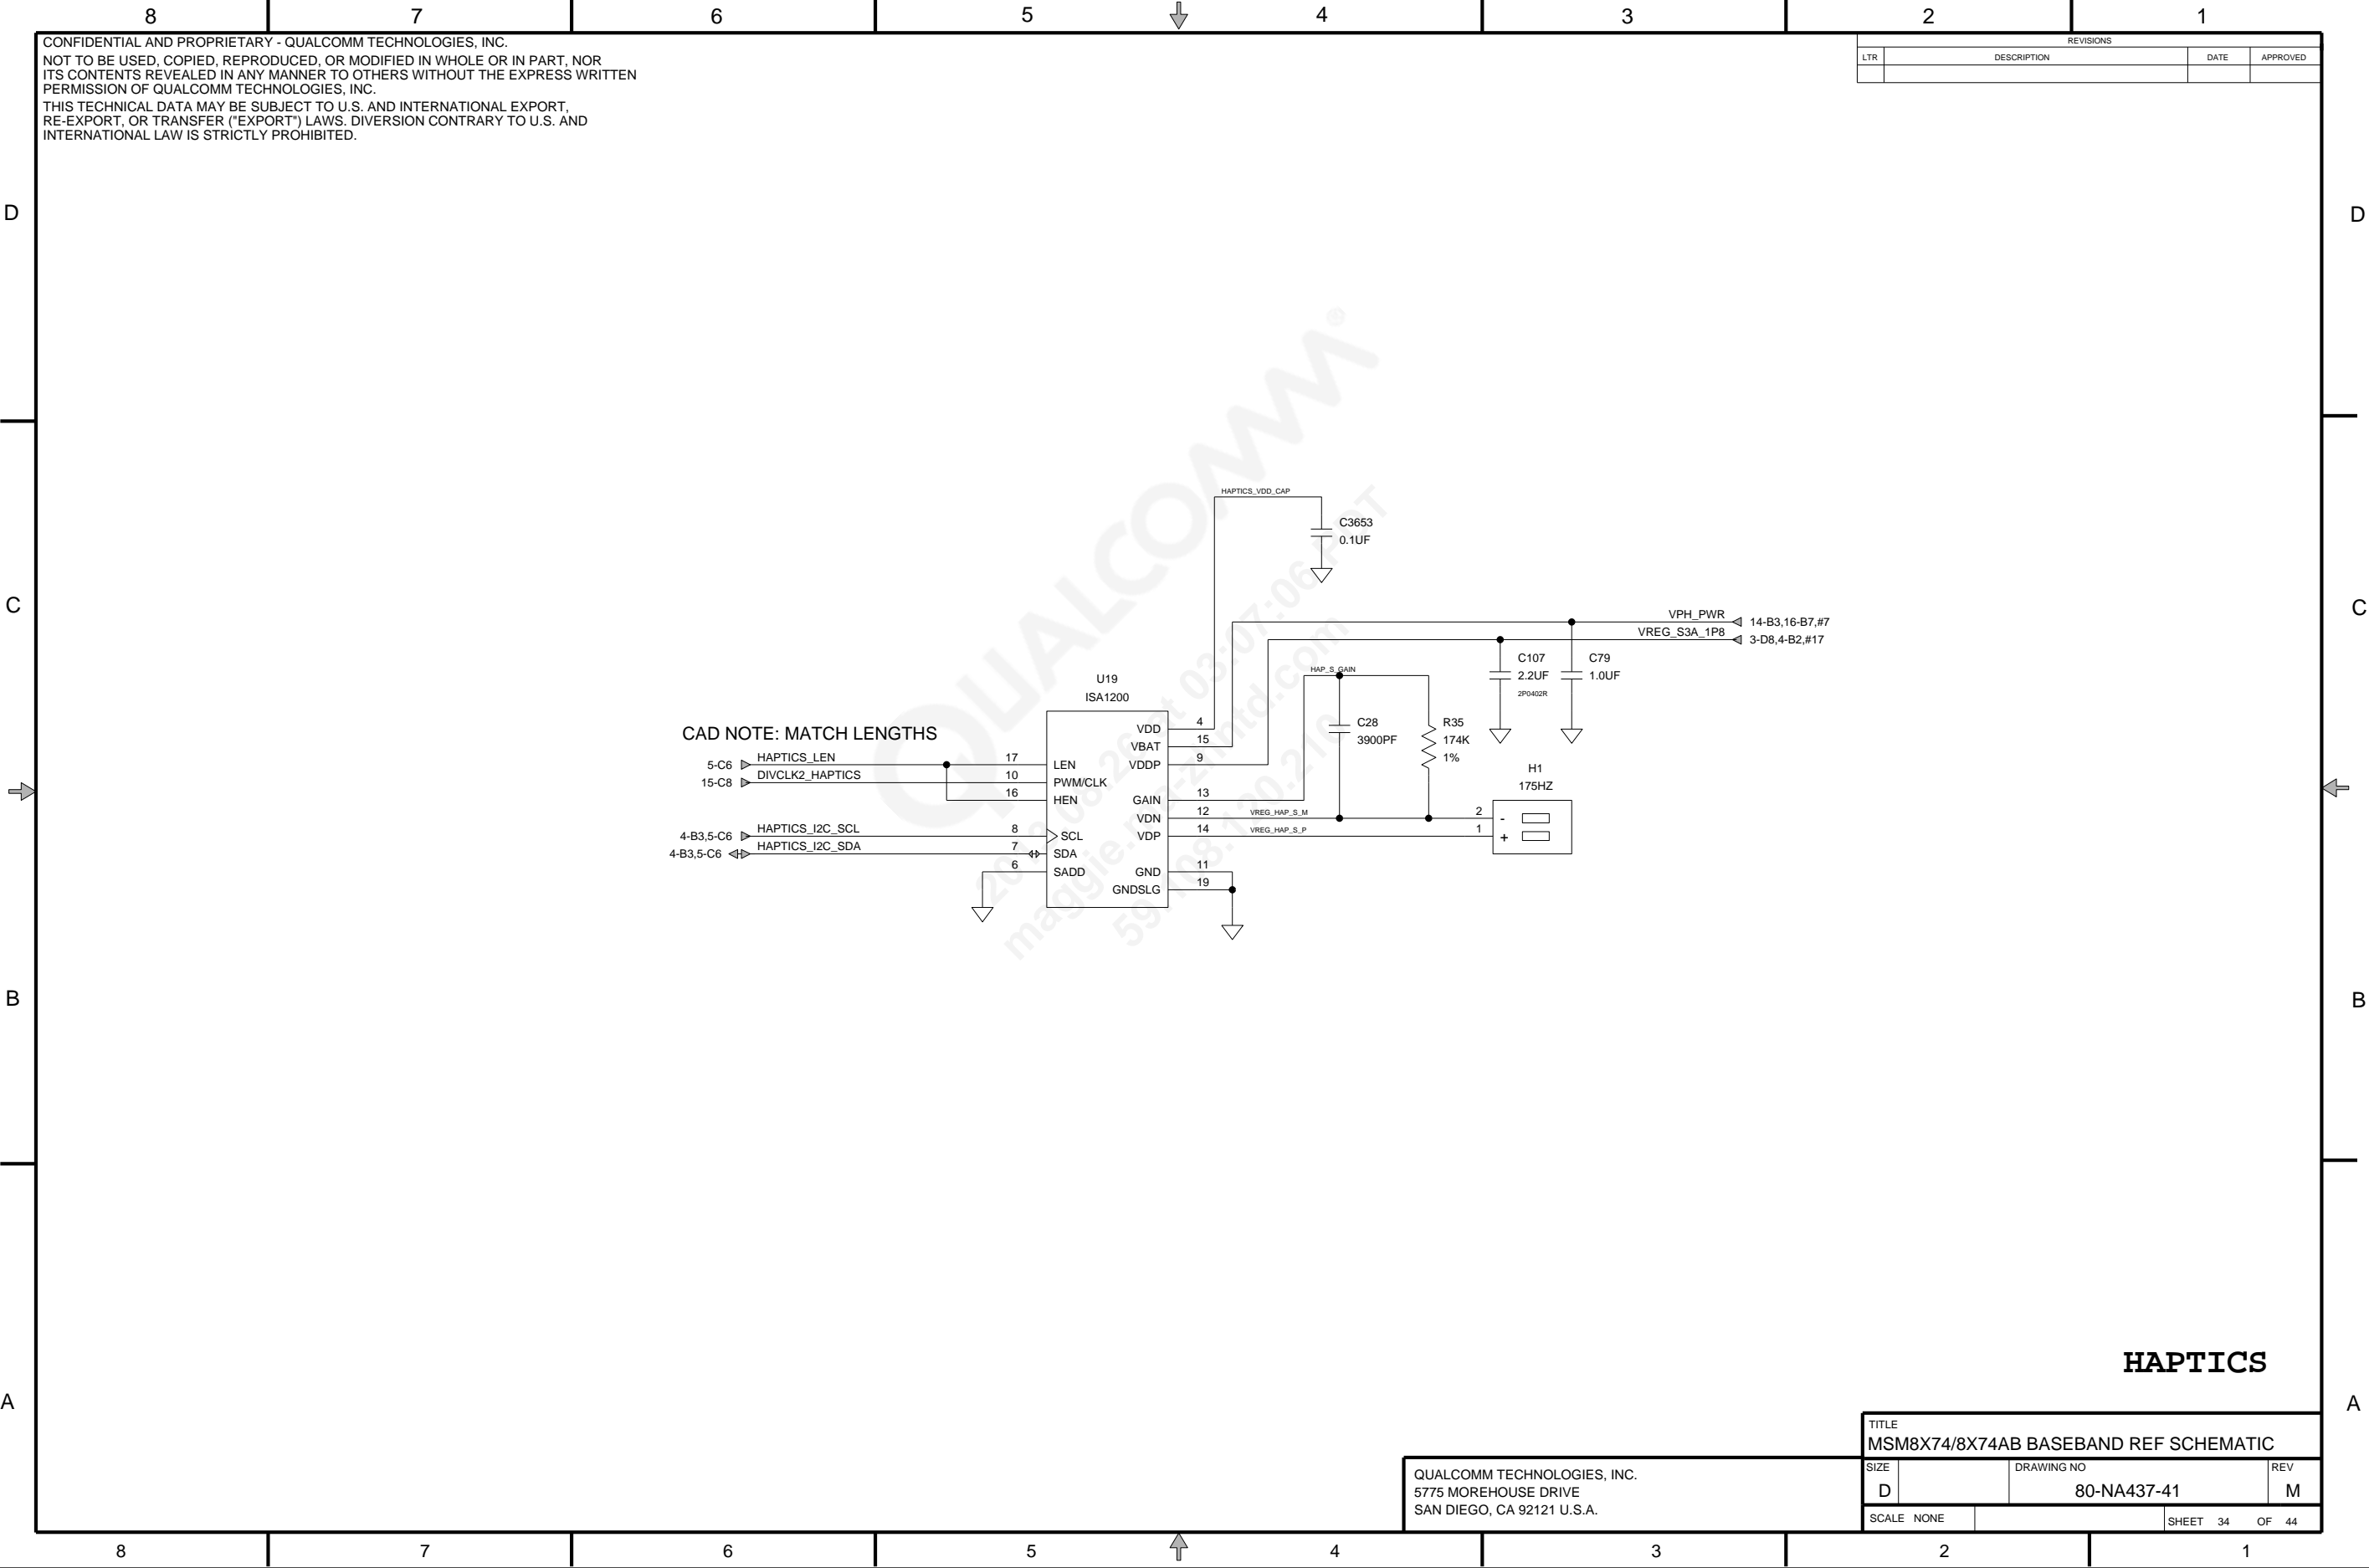 8 7 6 5 4 3 2 1
CONFIDENTIAL AND PROPRIETARY - QUALCOMM TECHNOLOGIES, INC.
NOT TO BE USED, COPIED, REPRODUCED, OR MODIFIED IN WHOLE OR IN PART, NOR
ITS CONTENTS REVEALED IN ANY MANNER TO OTHERS WITHOUT THE EXPRESS WRITTEN
PERMISSION OF QUALCOMM TECHNOLOGIES, INC.
THIS TECHNICAL DATA MAY BE SUBJECT TO U.S. AND INTERNATIONAL EXPORT,
RE-EXPORT, OR TRANSFER ("EXPORT") LAWS. DIVERSION CONTRARY TO U.S. AND
INTERNATIONAL LAW IS STRICTLY PROHIBITED.
REVISIONS
LTR DESCRIPTION DATE APPROVED
D D
QUALCOMM®
HAPTICS_VDD_CAP
C3653
0.1UF
C C
VPH_PWR 14-B3,16-B7,#7
VREG_S3A_1P8 3-D8,4-B2,#17
C107
2.2UF
2P0402R
C79
1.0UF
HAP_S_GAIN
C28
3900PF
R35
174K
1%
U19
ISA1200
CAD NOTE: MATCH LENGTHS
5-C6 HAPTICS_LEN 17 LEN
15-C8 DIVCLK2_HAPTICS 10 PWM/CLK
16 HEN
4-B3,5-C6 HAPTICS_I2C_SCL 8 SCL
4-B3,5-C6 HAPTICS_I2C_SDA 7 SDA
6 SADD
VDD 4
VBAT 15
VDDP 9
GAIN 13
VDN 12 VREG_HAP_S_M 2 -
VDP 14 VREG_HAP_S_P 1 +
GND 11
GNDSLG 19
H1
175HZ
B B
HAPTICS
A A
TITLE
MSM8X74/8X74AB BASEBAND REF SCHEMATIC
QUALCOMM TECHNOLOGIES, INC.
5775 MOREHOUSE DRIVE
SAN DIEGO, CA 92121 U.S.A.
SIZE DRAWING NO REV
D 80-NA437-41 M
SCALE NONE SHEET 34 OF 44
8 7 6 5 4 3 2 1